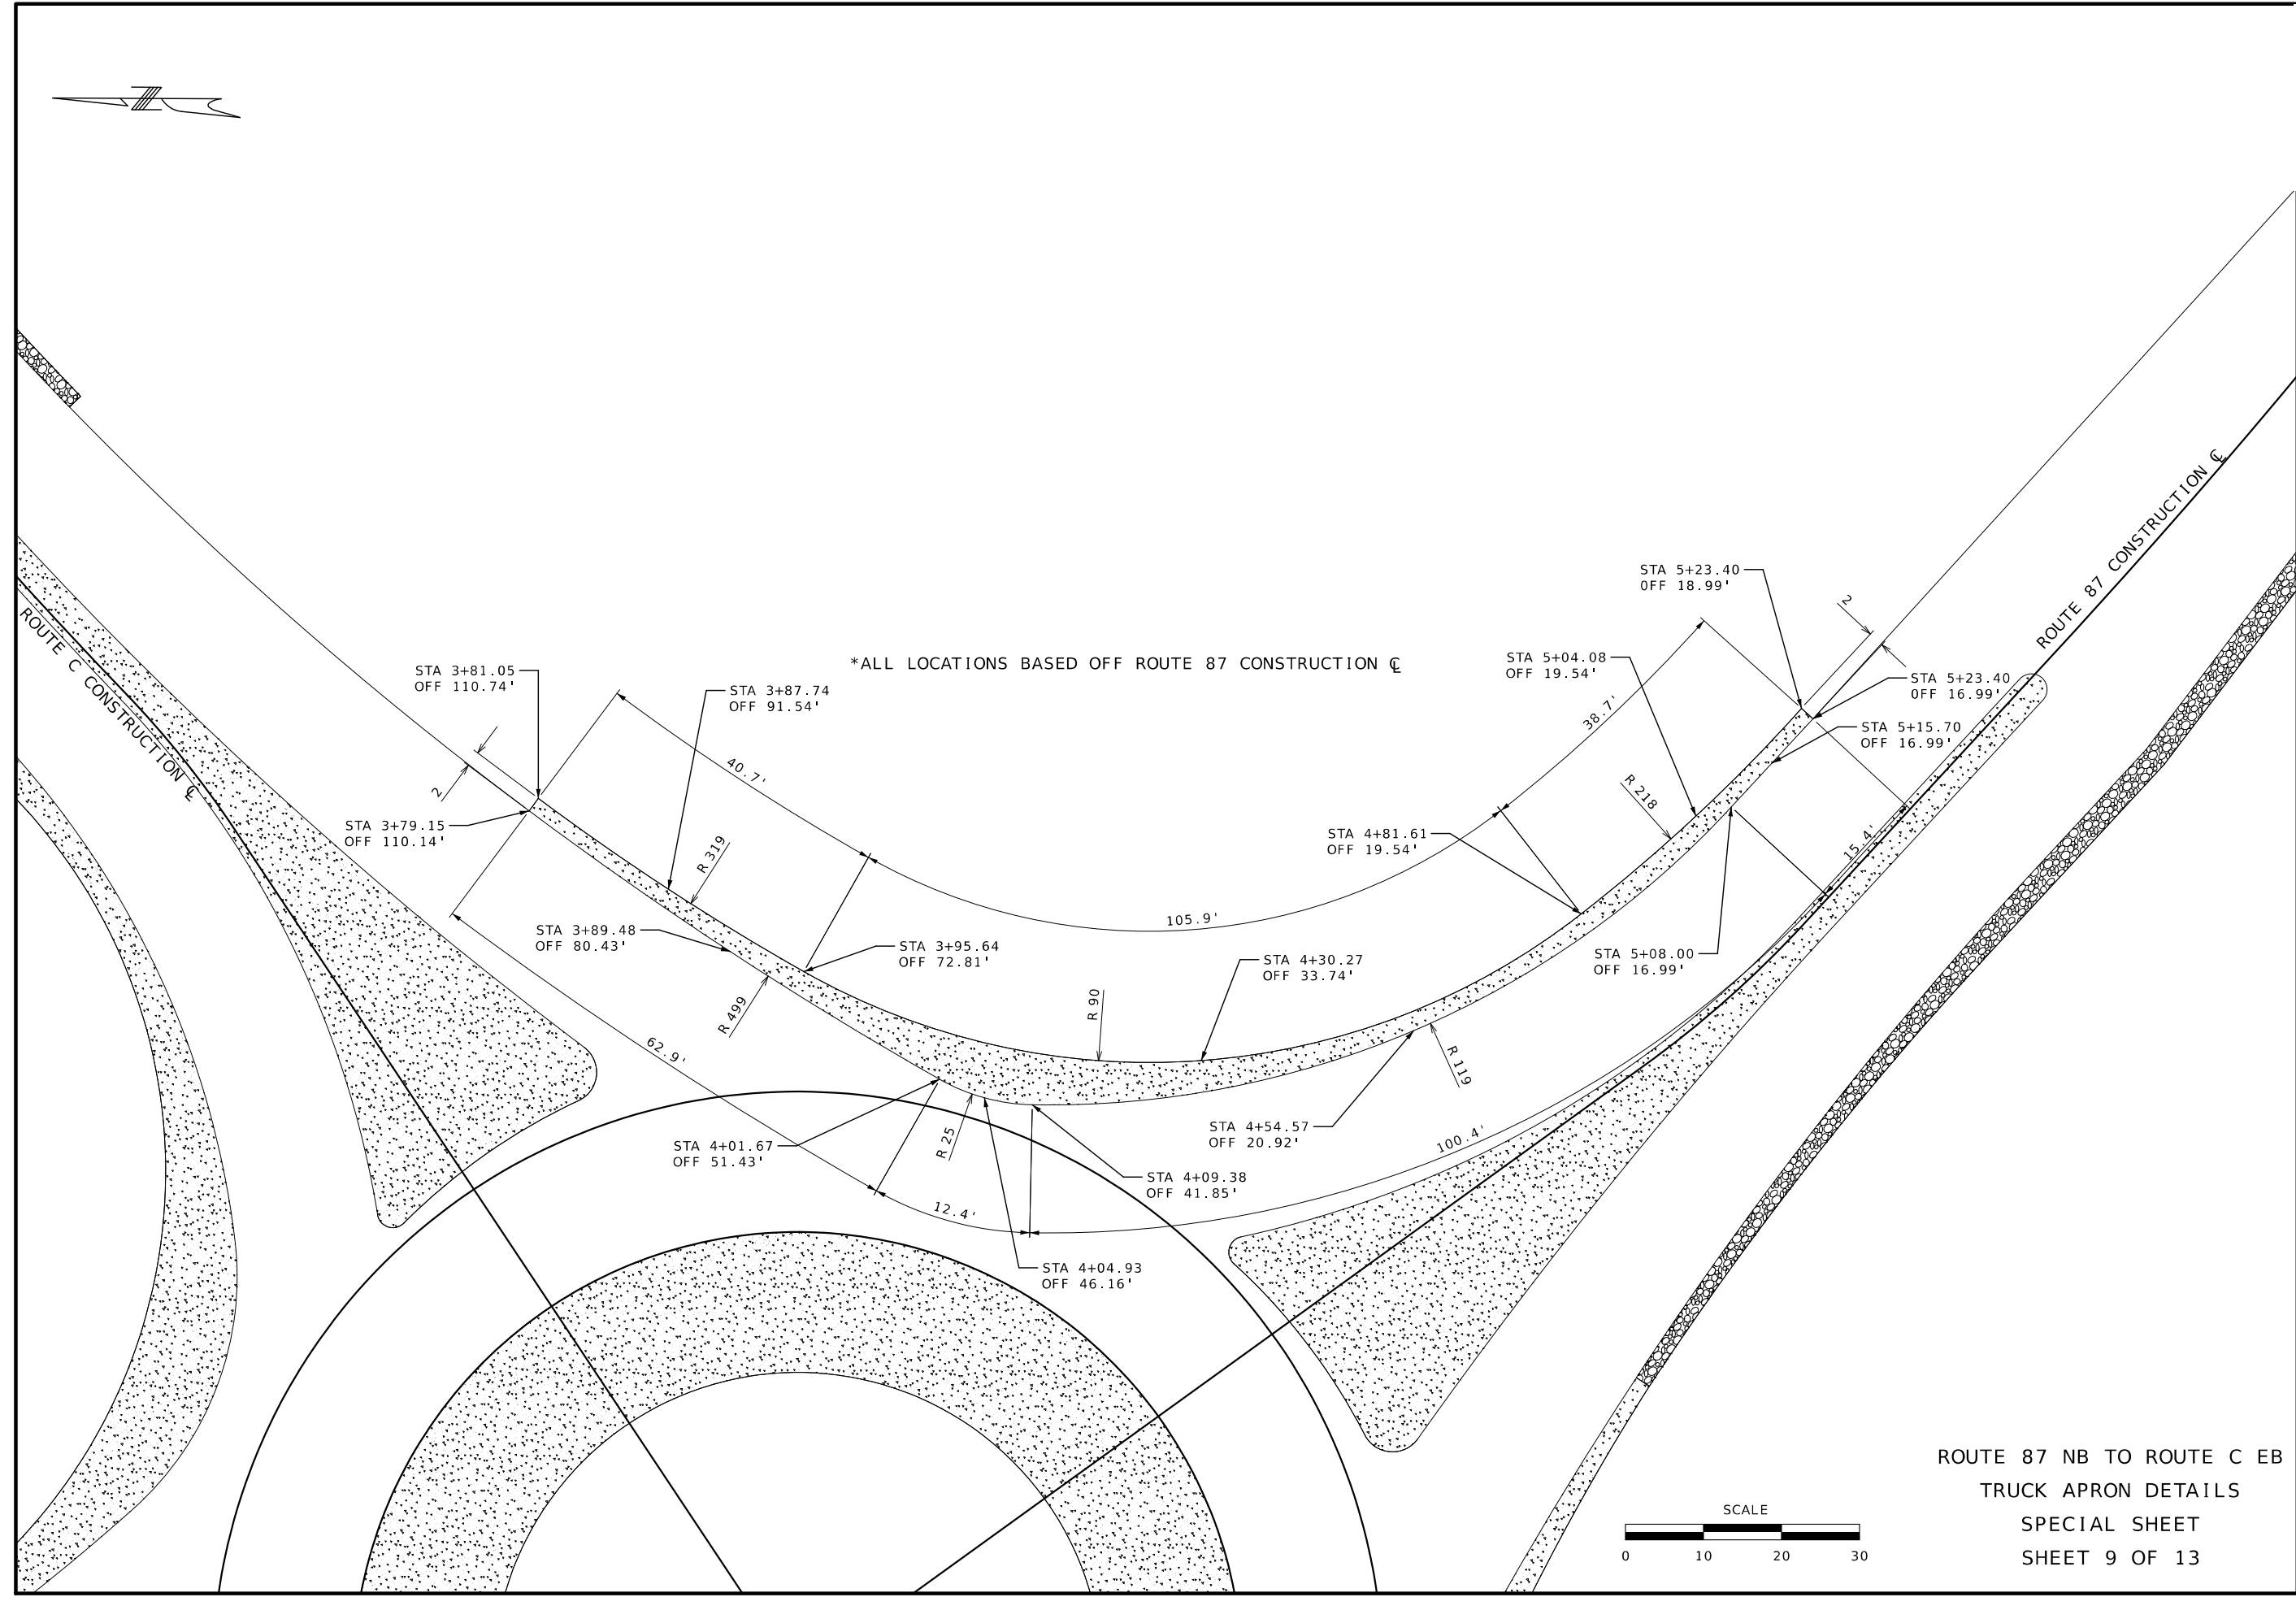 STA 5+23.40
0FF 18.99'
2
ROUTE 87 CONSTRUCTION ℄
*ALL LOCATIONS BASED OFF ROUTE 87 CONSTRUCTION ℄
STA 5+04.08
OFF 19.54'
STA 5+23.40
0FF 16.99'
STA 3+81.05
OFF 110.74'
STA 3+87.74
OFF 91.54'
38.7'
STA 5+15.70
OFF 16.99'
ROUTE C CONSTRUCTION ℄
40.7'
2
R 218
STA 3+79.15
OFF 110.14'
R 319
STA 4+81.61
OFF 19.54'
15.4'
105.9'
STA 3+89.48
OFF 80.43'
STA 3+95.64
OFF 72.81'
STA 4+30.27
OFF 33.74'
STA 5+08.00
OFF 16.99'
R 499
R 90
62.9'
R 119
STA 4+01.67
OFF 51.43'
R 25
STA 4+54.57
OFF 20.92'
100.4'
STA 4+09.38
OFF 41.85'
12.4'
STA 4+04.93
OFF 46.16'
ROUTE 87 NB TO ROUTE C EB
TRUCK APRON DETAILS
SPECIAL SHEET
SHEET 9 OF 13
SCALE
0 10 20 30